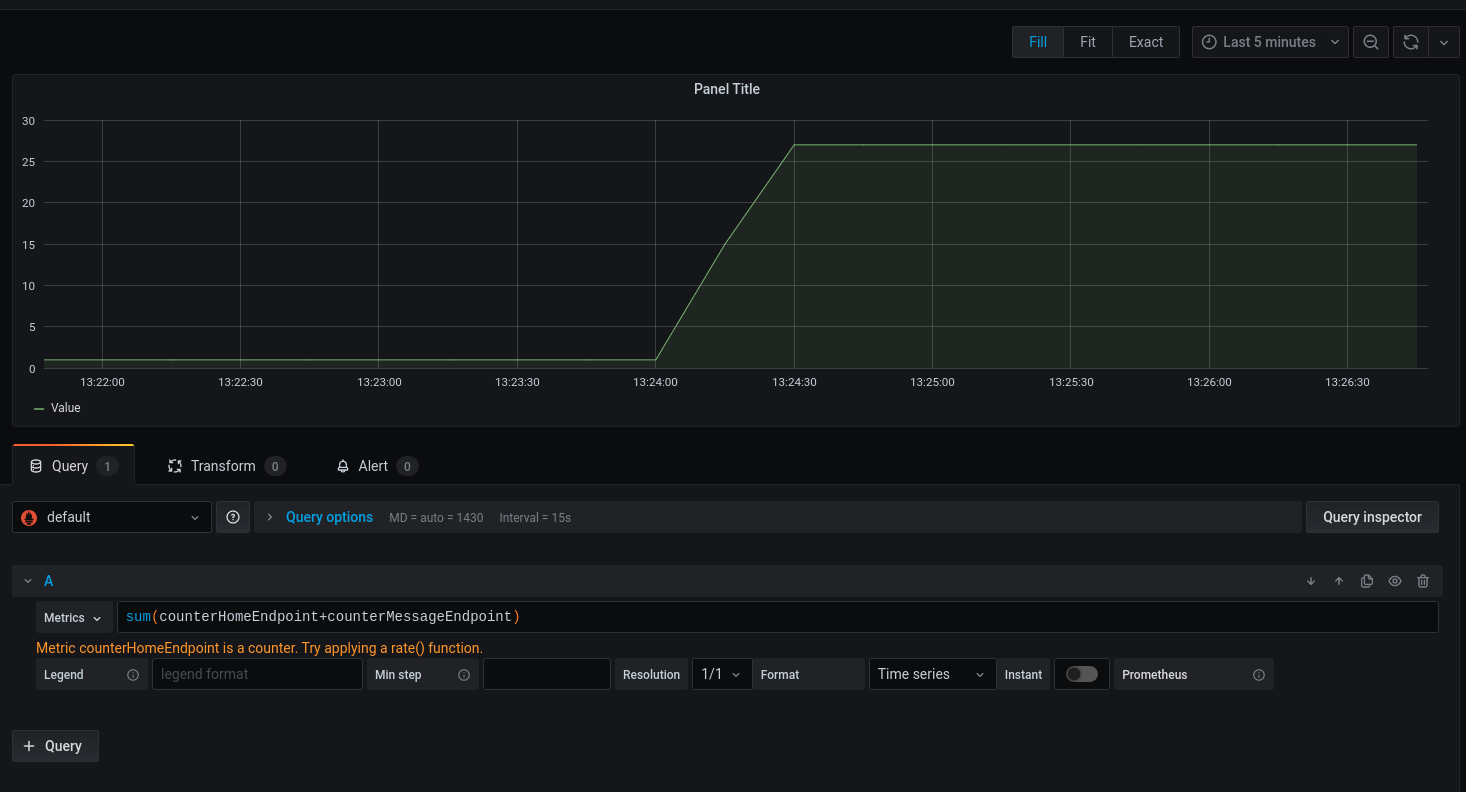 Fill Fit Exact Last 5 minutes
Panel Title
30
25
20
15
10
5
0
13:22:00 13:22:30 13:23:00 13:23:30 13:24:00 13:24:30 13:25:00 13:25:30 13:26:00 13:26:30
Value
Query 1 Transform 0 Alert 0
default Query options MD = auto = 1430 Interval = 15s Query inspector
A
Metrics sum(counterHomeEndpoint+counterMessageEndpoint)
Metric counterHomeEndpoint is a counter. Try applying a rate() function.
Legend legend format Min step Resolution 1/1 Format Time series Instant Prometheus
+ Query